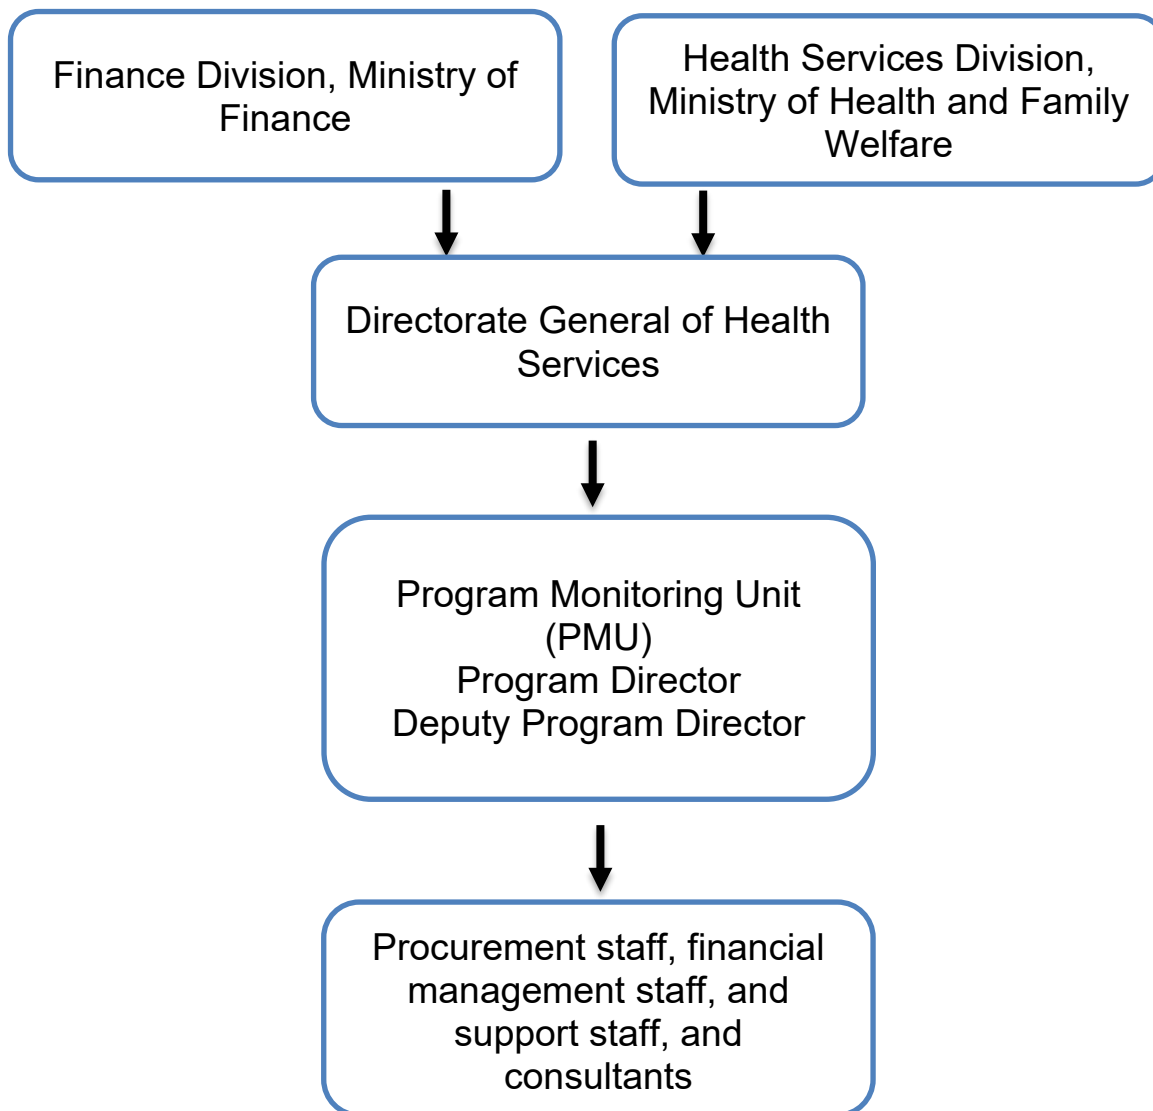 Finance Division, Ministry of
Finance
Health Services Division,
Ministry of Health and Family
Welfare
Directorate General of Health
Services
Program Monitoring Unit
(PMU)
Program Director
Deputy Program Director
Procurement staff, financial
management staff, and
support staff, and
consultants